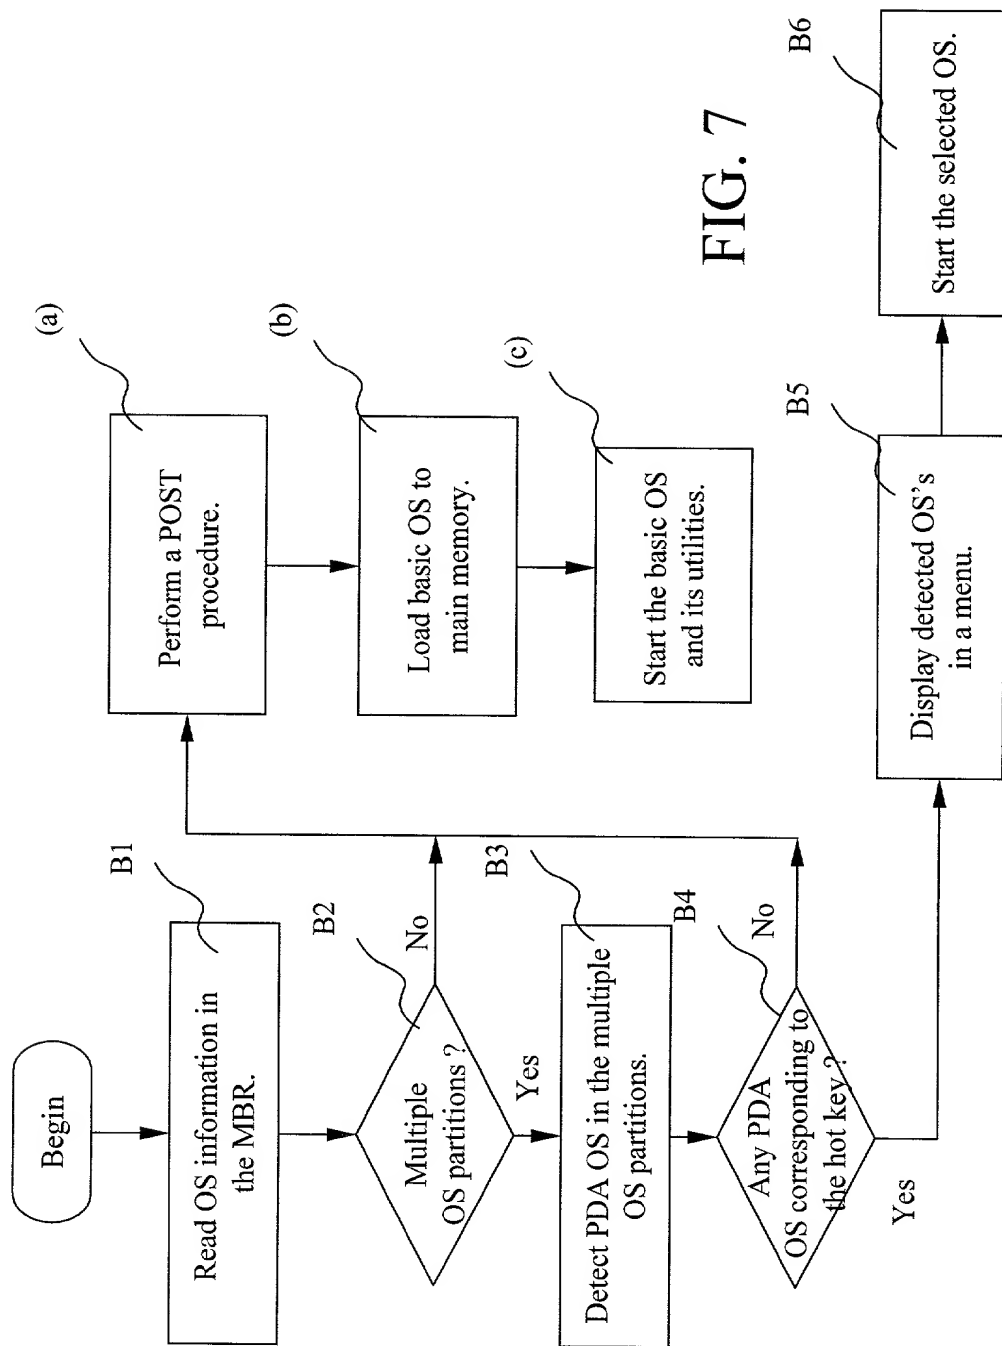 Begin
B1
Read OS information in
the MBR.
B2
Multiple
OS partitions ?
No
Yes
B3
Detect PDA OS in the multiple
OS partitions.
B4
Any PDA
OS corresponding to
the hot key ?
No
Yes
(a)
Perform a POST
procedure.
(b)
Load basic OS to
main memory.
(c)
Start the basic OS
and its utilities.
B5
Display detected OS's
in a menu.
B6
Start the selected OS.
FIG. 7